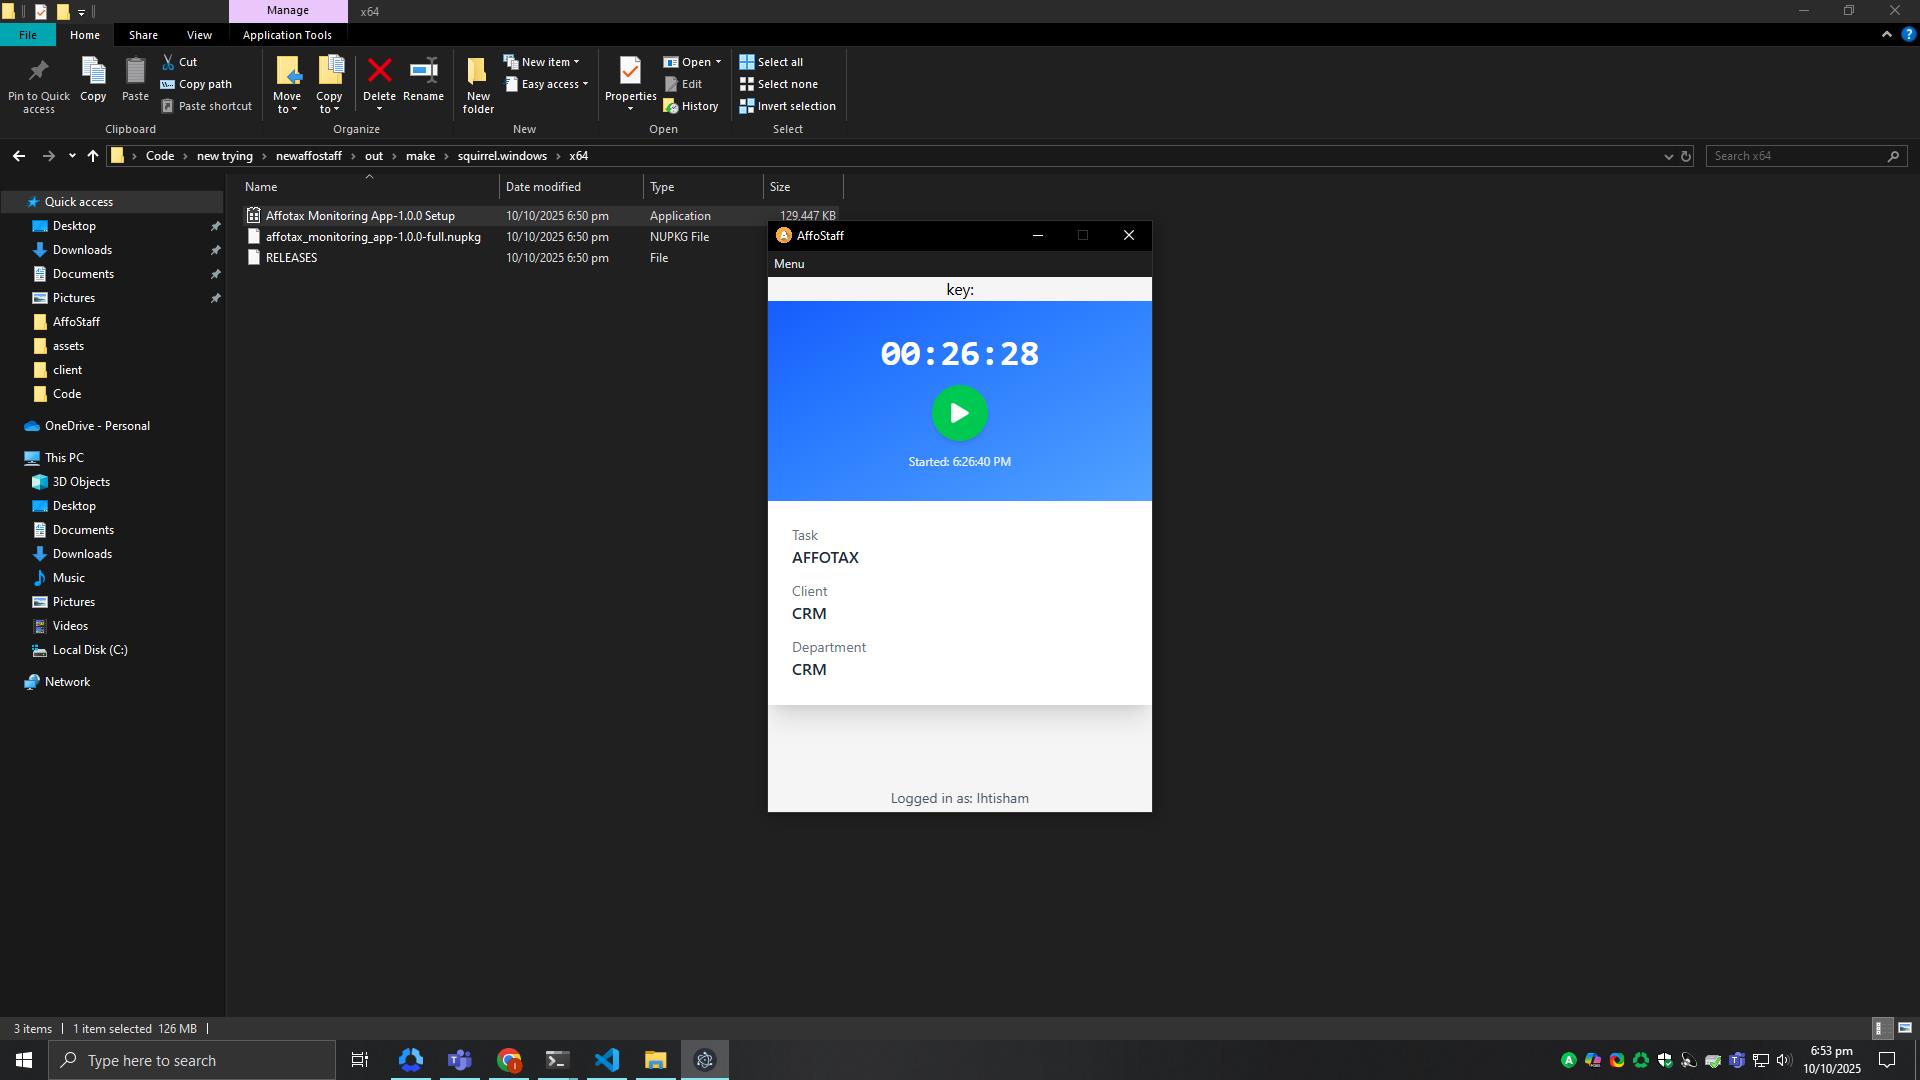 Manage
x64
File
Home
Share
View
Application Tools
Pin to Quick access
Copy
Paste
Cut
Copy path
Paste shortcut
Clipboard
Move to
Copy to
Delete
Rename
Organize
New folder
New item
Easy access
New
Properties
Open
Edit
History
Open
Select all
Select none
Invert selection
Select
Code > new trying > newaffostaff > out > make > squirrel.windows > x64
Search x64
Name
Date modified
Type
Size
Affotax Monitoring App-1.0.0 Setup 10/10/2025 6:50 pm Application 129,447 KB
affotax_monitoring_app-1.0.0-full.nupkg 10/10/2025 6:50 pm NUPKG File
RELEASES 10/10/2025 6:50 pm File
Quick access
Desktop
Downloads
Documents
Pictures
AffoStaff
assets
client
Code
OneDrive - Personal
This PC
3D Objects
Desktop
Documents
Downloads
Music
Pictures
Videos
Local Disk (C:)
Network
AffoStaff
Menu
key:
00:26:28
Started: 6:26:40 PM
Task
AFFOTAX
Client
CRM
Department
CRM
Logged in as: Ihtisham
3 items
1 item selected 126 MB
Type here to search
6:53 pm
10/10/2025